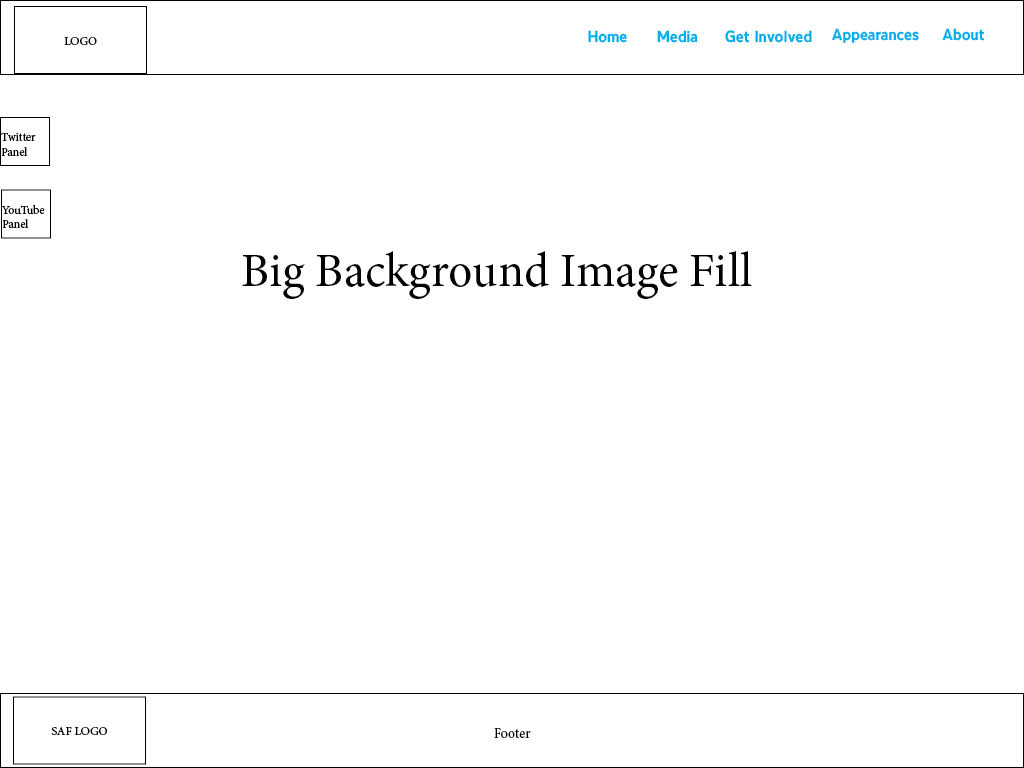 LOGO
Home Media Get Involved Appearances About
Twitter
Panel
YouTube
Panel
Big Background Image Fill
SAF LOGO
Footer